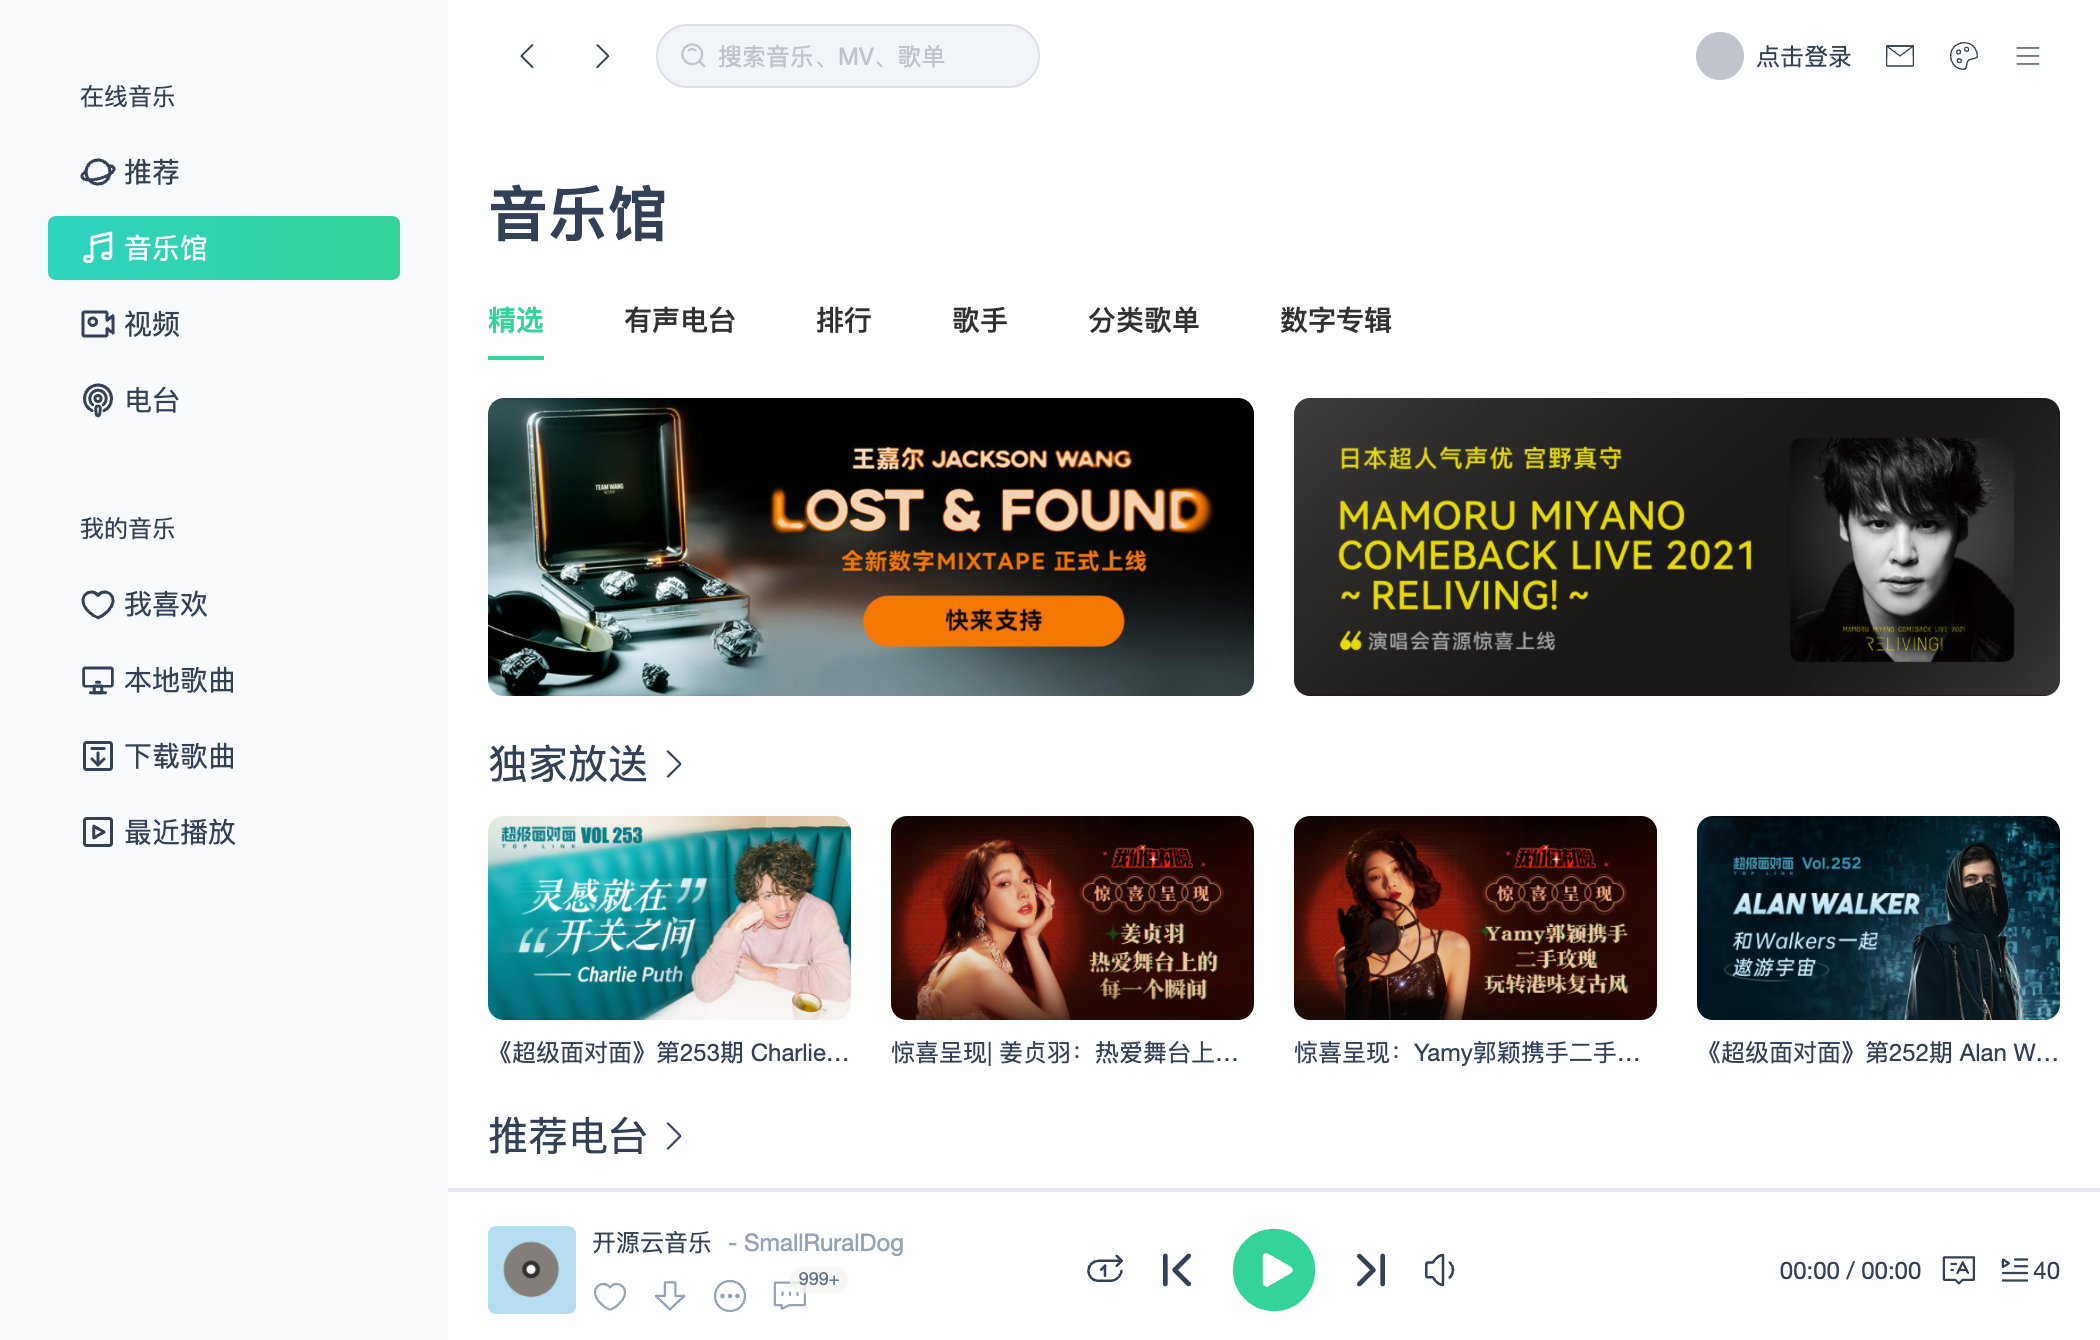 在线音乐
推荐
音乐馆
视频
电台
我的音乐
我喜欢
本地歌曲
下载歌曲
最近播放
搜索音乐、MV、歌单
点击登录
音乐馆
精选
有声电台
排行
歌手
分类歌单
数字专辑
TEAM WANG
王嘉尔 JACKSON WANG
LOST & FOUND
全新数字MIXTAPE 正式上线
快来支持
日本超人气声优 宫野真守
MAMORU MIYANO
COMEBACK LIVE 2021
~ RELIVING! ~
演唱会音源惊喜上线
MAMORU MIYANO COMEBACK LIVE 2021
RELIVING!
独家放送
超级面对面 VOL 253
TOP LINK
灵感就在
开关之间
Charlie Puth
惊喜呈现
姜贞羽
热爱舞台上的
每一个瞬间
惊喜呈现
Yamy郭颖携手
二手玫瑰
玩转港味复古风
超级面对面 Vol.252
TOP LINK
ALAN WALKER
和Walkers一起
遨游宇宙
《超级面对面》第253期 Charlie...
惊喜呈现| 姜贞羽：热爱舞台上...
惊喜呈现：Yamy郭颖携手二手...
《超级面对面》第252期 Alan W...
推荐电台
开源云音乐 - SmallRuralDog
999+
1
00:00 / 00:00
A
40